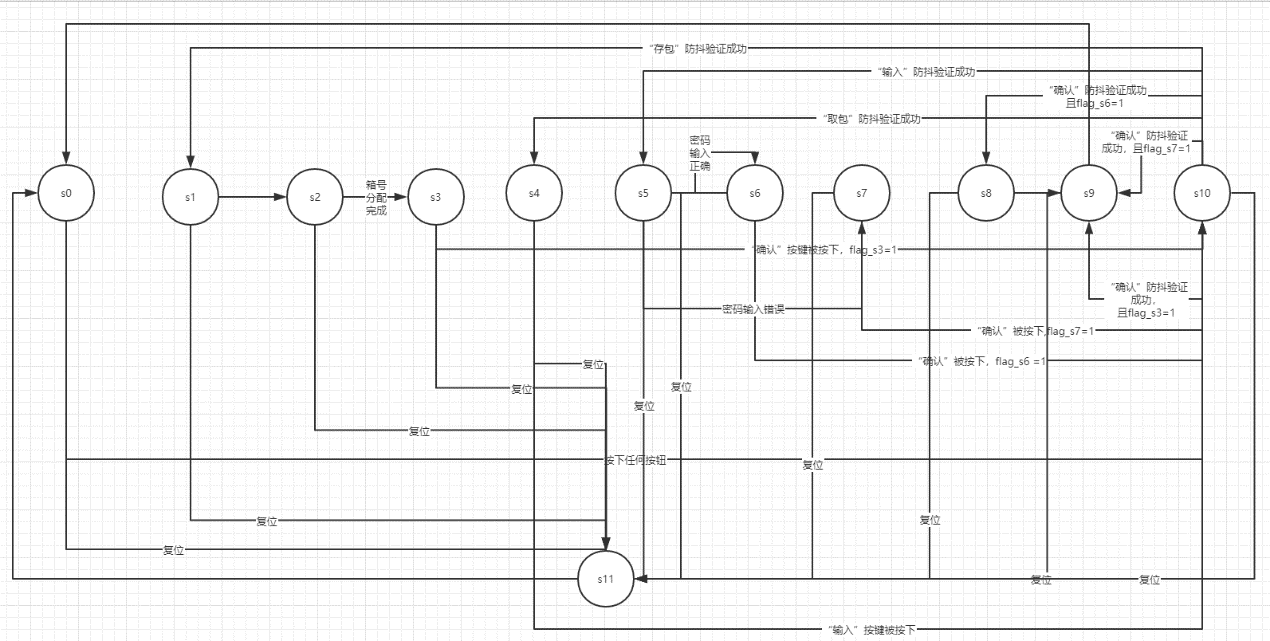 “存包”防抖验证成功
“输入”防抖验证成功
“确认”防抖验证成功
且flag_s6=1
“取包”防抖验证成功
“确认”防抖验证
成功，且flag_s7=1
密码
输入
正确
s0
s1
s2
箱号
分配
完成
s3
s4
s5
s6
s7
s8
s9
s10
“确认”按键被按下，flag_s3=1
“确认”防抖验证
成功，
且flag_s3=1
密码输入错误
“确认”被按下,flag_s7=1
“确认”被按下，flag_s6 =1
复位
复位
复位
复位
复位
按下任何按钮
复位
复位
复位
复位
s11
复位
复位
“输入”按键被按下